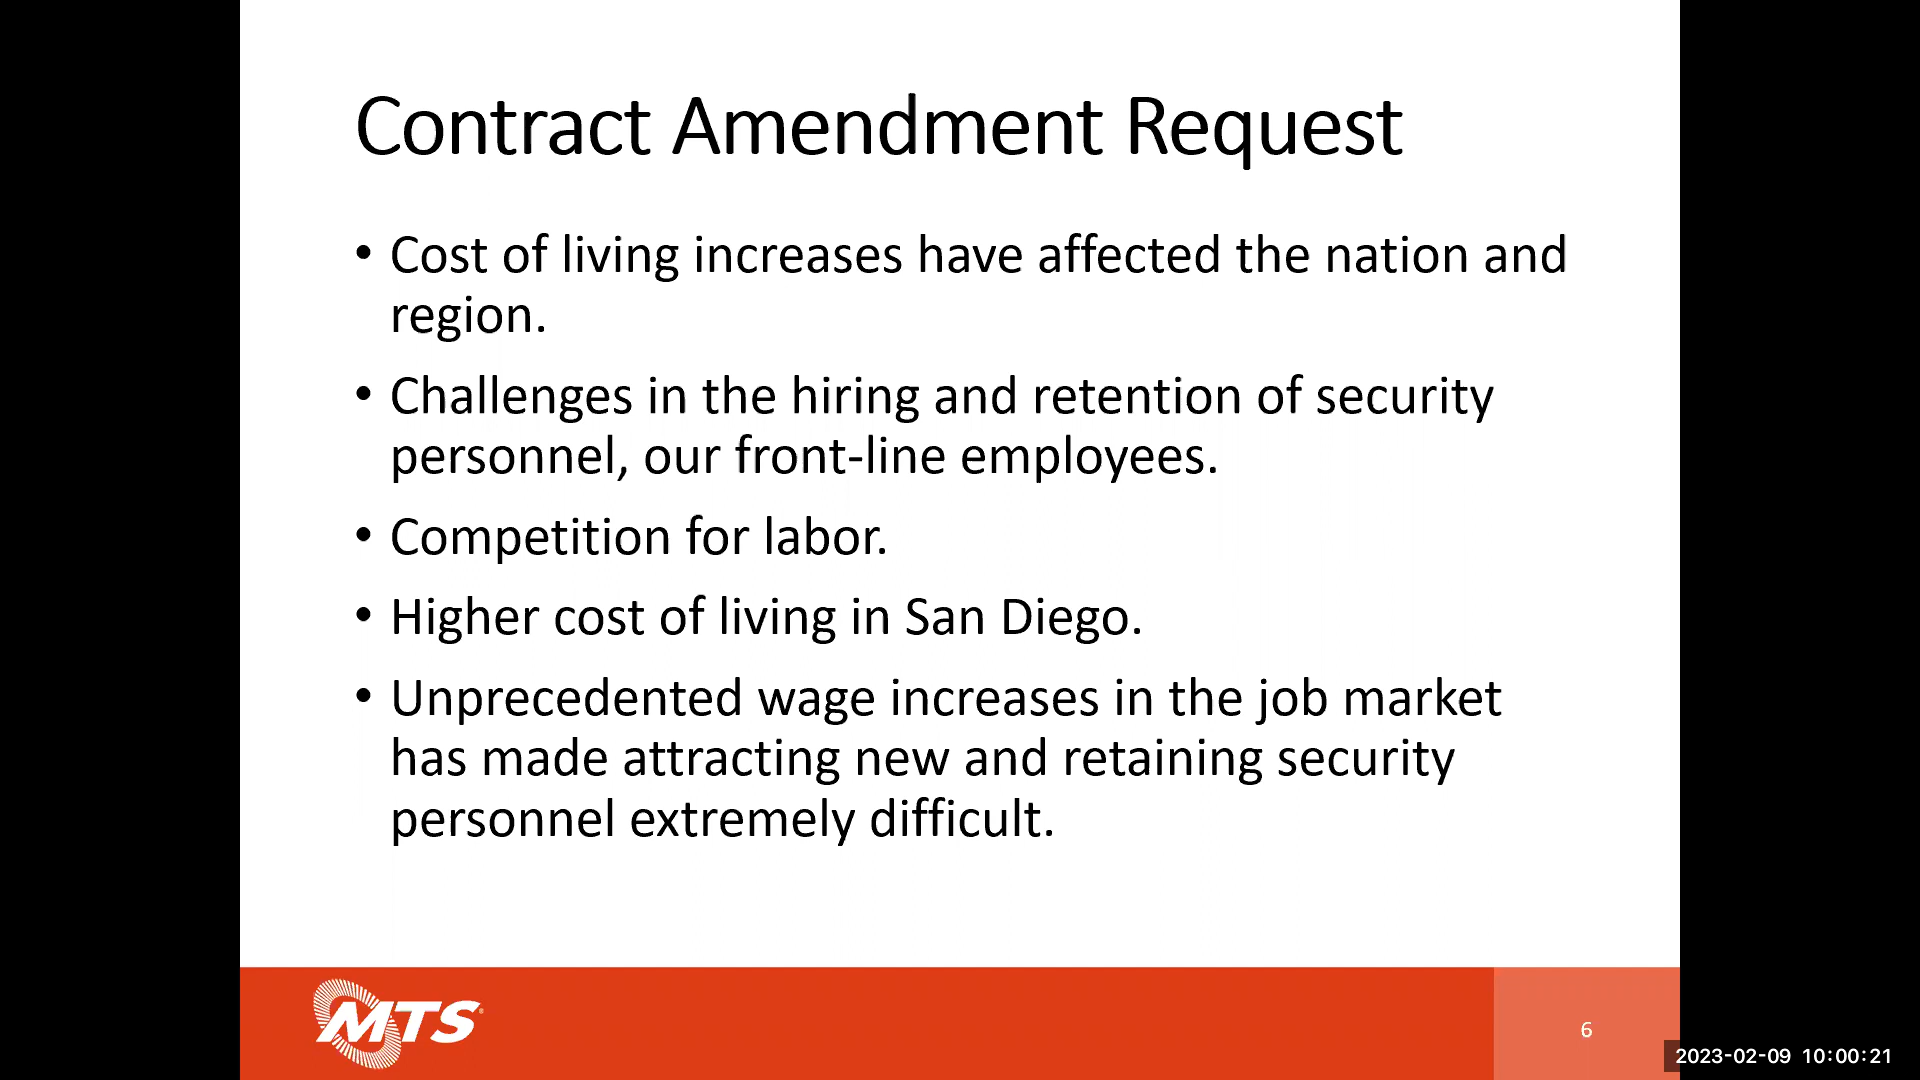 Contract Amendment Request
• Cost of living increases have affected the nation and
region.
• Challenges in the hiring and retention of security
personnel, our front-line employees.
• Competition for labor.
• Higher cost of living in San Diego.
• Unprecedented wage increases in the job market
has made attracting new and retaining security
personnel extremely difficult.
MTS
6
2023-02-09 10:00:21